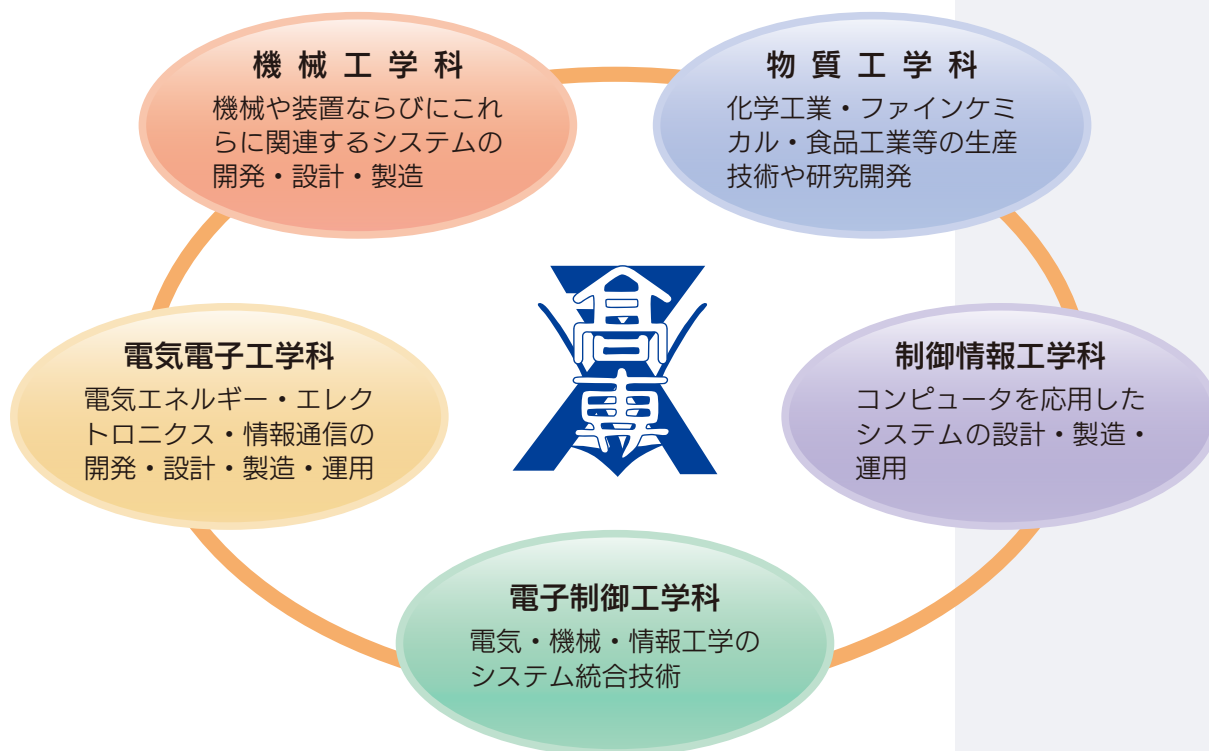 機械工学科
機械や装置ならびにこれ
らに関連するシステムの
開発・設計・製造
物質工学科
化学工業・ファインケミ
カル・食品工業等の生産
技術や研究開発
電気電子工学科
電気エネルギー・エレク
トロニクス・情報通信の
開発・設計・製造・運用
高専
制御情報工学科
コンピュータを応用した
システムの設計・製造・
運用
電子制御工学科
電気・機械・情報工学の
システム統合技術